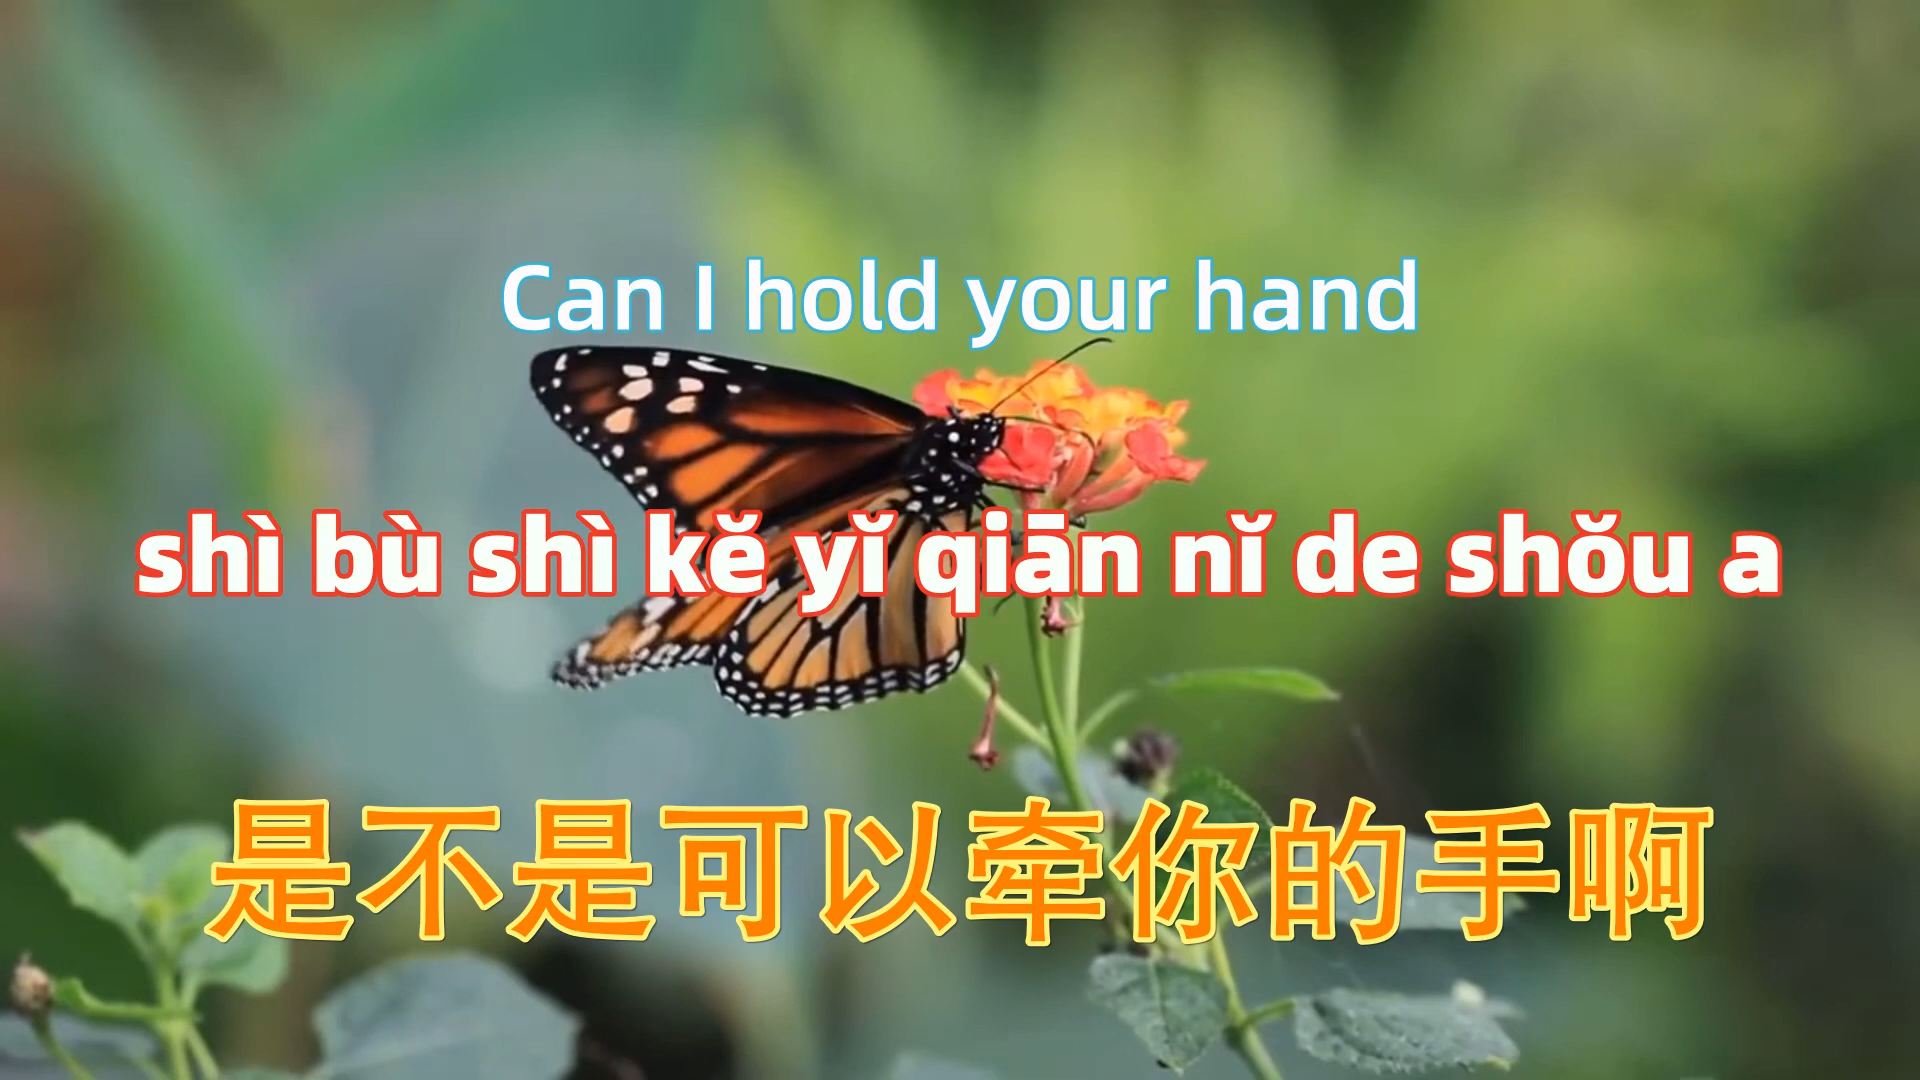 Can I hold your hand
shì bù shì kě yǐ qiān nǐ de shǒu a
是不是可以牵你的手啊